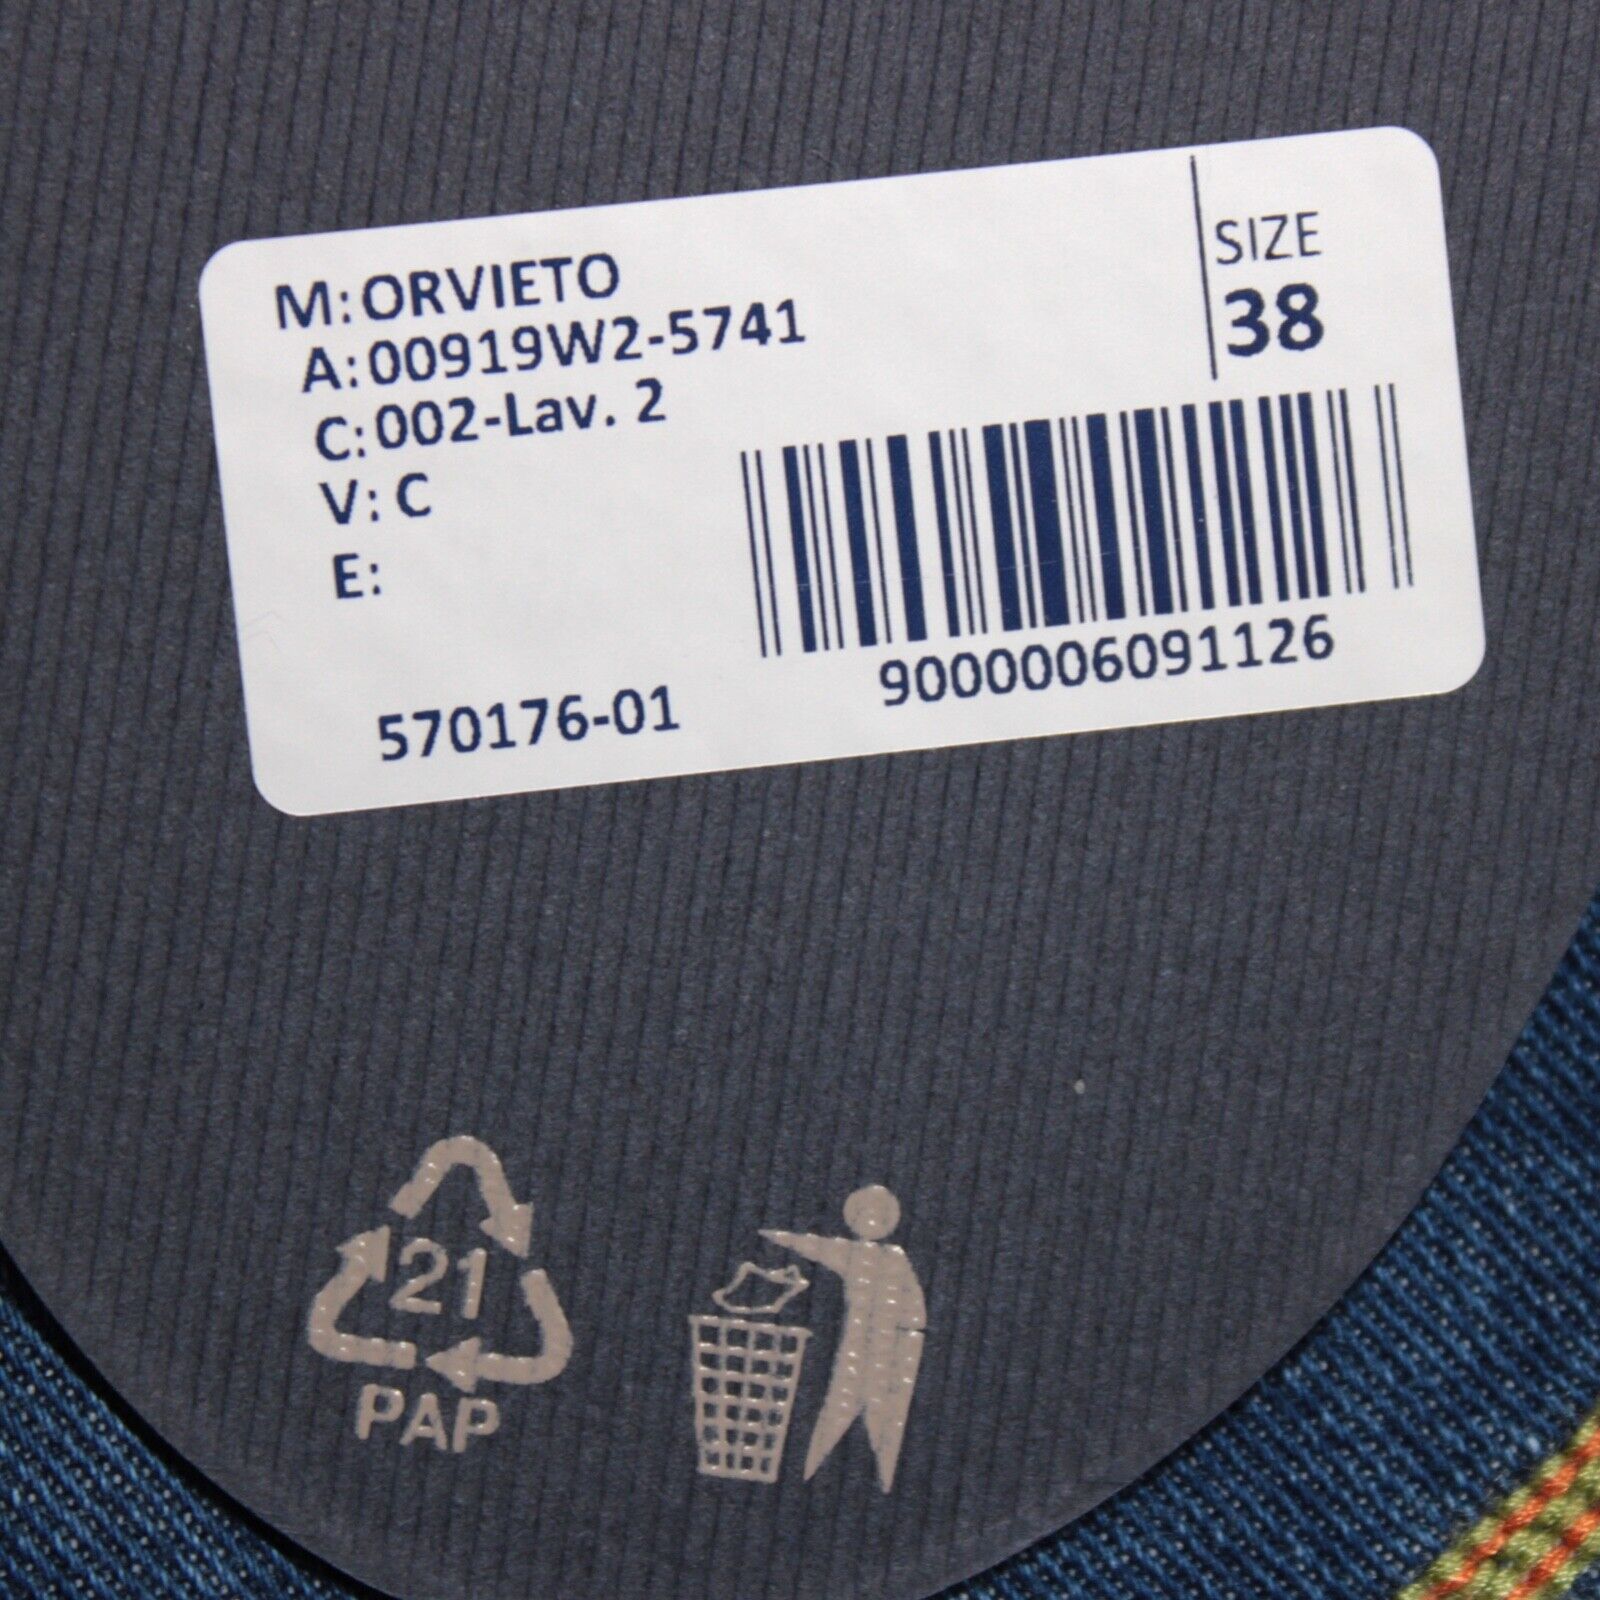 M: ORVIETO
A: 00919W2-5741
C: 002-Lav. 2
V: C
E:
SIZE
38
9000006091126
570176-01
21
PAP